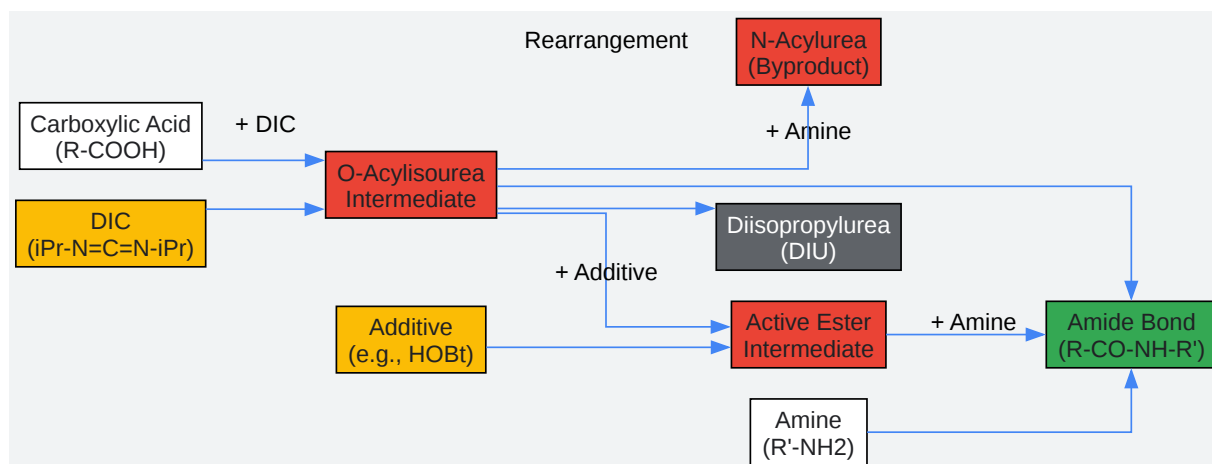 Rearrangement
N-Acylurea
(Byproduct)
Carboxylic Acid
(R-COOH)
+ DIC
+ Amine
O-Acylisourea
Intermediate
DIC
(iPr-N=C=N-iPr)
Diisopropylurea
(DIU)
+ Additive
Additive
(e.g., HOBt)
Active Ester
Intermediate
+ Amine
Amide Bond
(R-CO-NH-R')
Amine
(R'-NH2)